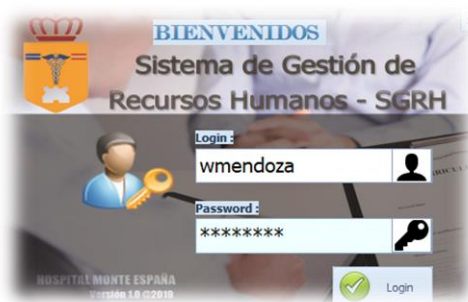 BIENVENIDOS
Sistema de Gestión de
Recursos Humanos - SGRH
Login :
wmendoza
Password :
********
HOSPITAL MONTE ESPAÑA
Versión 1.0 @2019
Login